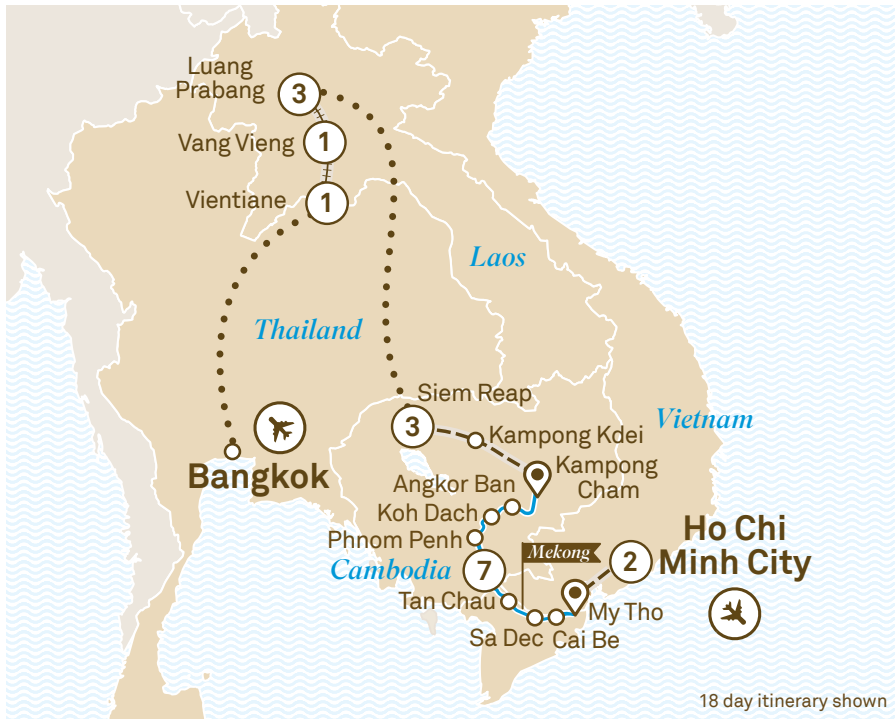 Luang
Prabang
3
Vang Vieng
1
Vientiane
1
Laos
Thailand
Siem Reap
3
Vietnam
Kampong Kdei
Bangkok
Kampong
Cham
Angkor Ban
Koh Dach
Phnom Penh
Ho Chi
Minh City
Mekong
2
Cambodia
7
Tan Chau
My Tho
Sa Dec
Cai Be
18 day itinerary shown